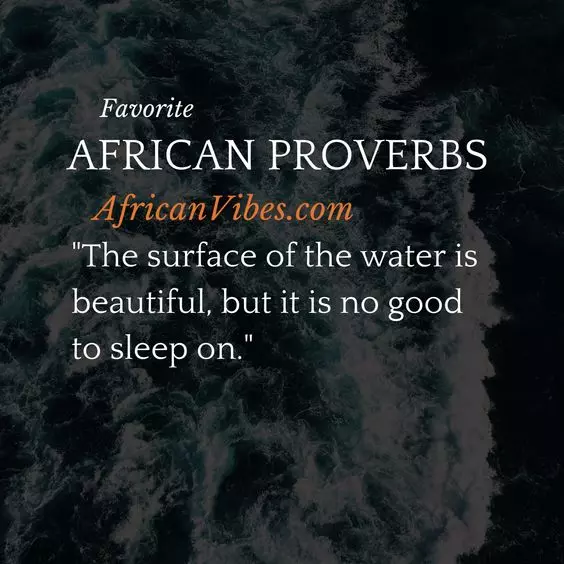 Favorite
AFRICAN PROVERBS
AfricanVibes.com
"The surface of the water is
beautiful, but it is no good
to sleep on."